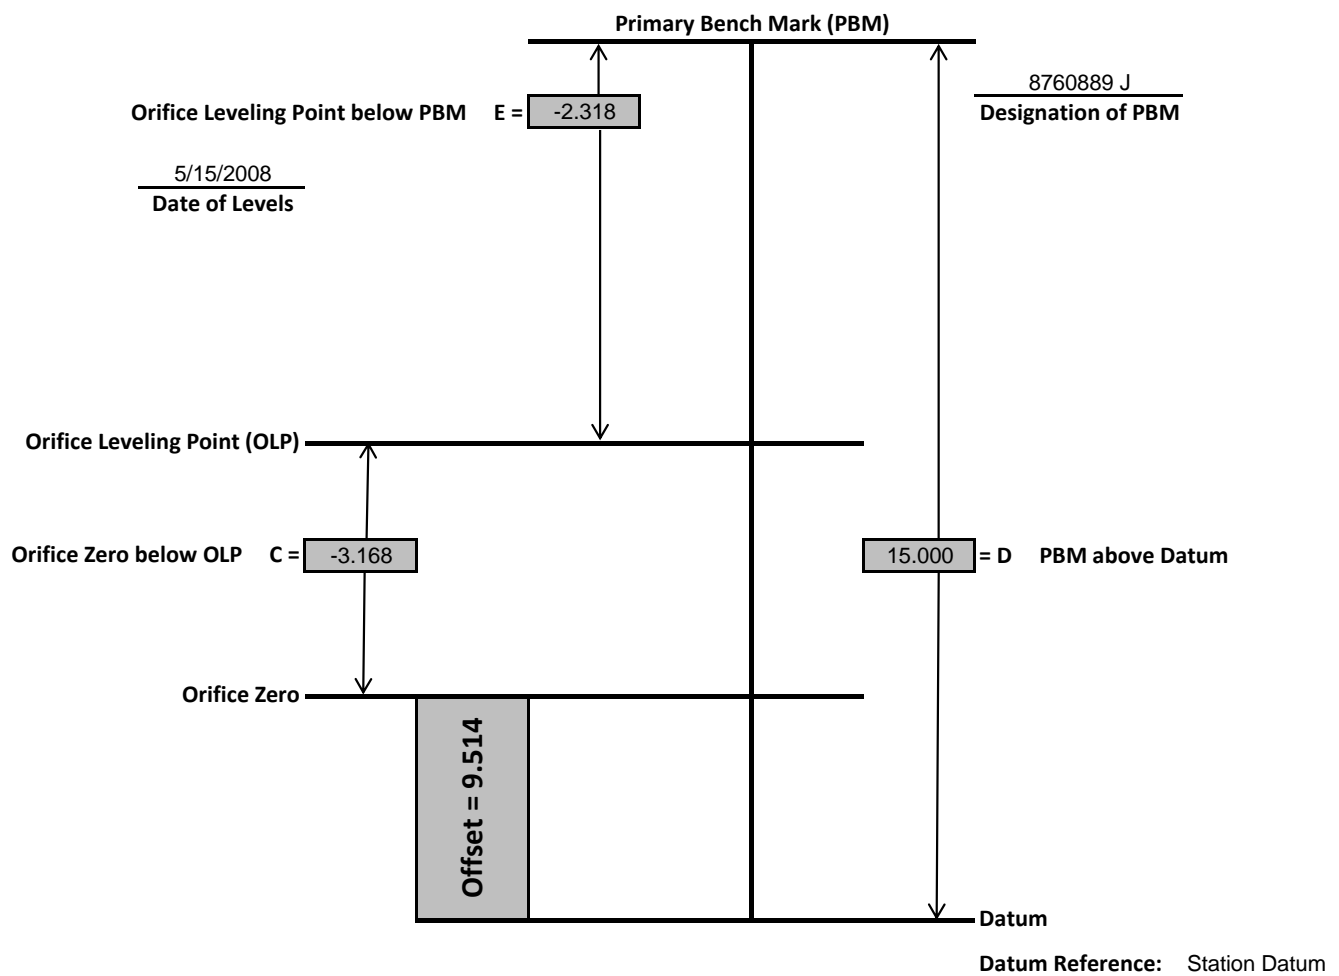 Primary Bench Mark (PBM)
8760889 J
Designation of PBM
Orifice Leveling Point below PBM E = -2.318
5/15/2008
Date of Levels
Orifice Leveling Point (OLP)
Orifice Zero below OLP C = -3.168
15.000 = D PBM above Datum
Orifice Zero
Offset = 9.514
Datum
Datum Reference: Station Datum